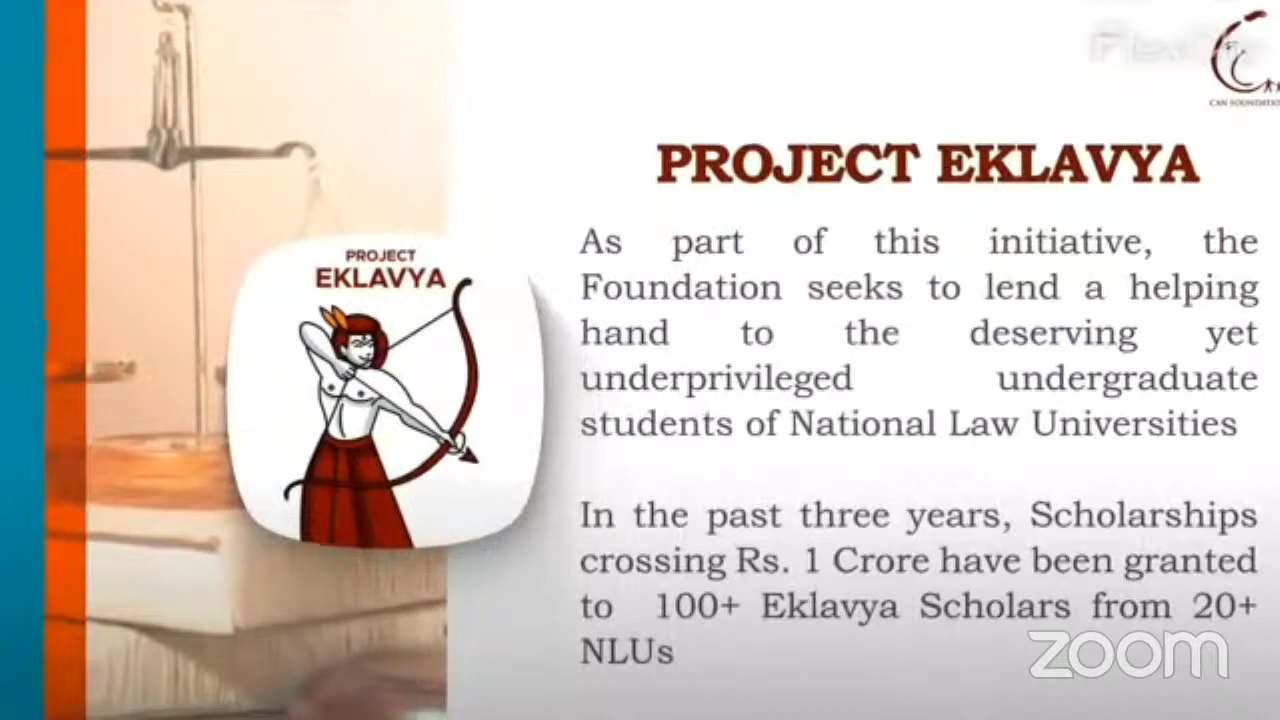 CAN FOUNDATIO
PROJECT EKLAVYA
PROJECT
EKLAVYA
As part of this initiative, the
Foundation seeks to lend a helping
hand to the deserving yet
underprivileged undergraduate
students of National Law Universities
In the past three years, Scholarships
crossing Rs. 1 Crore have been granted
to 100+ Eklavya Scholars from 20+
NLUs
zoom